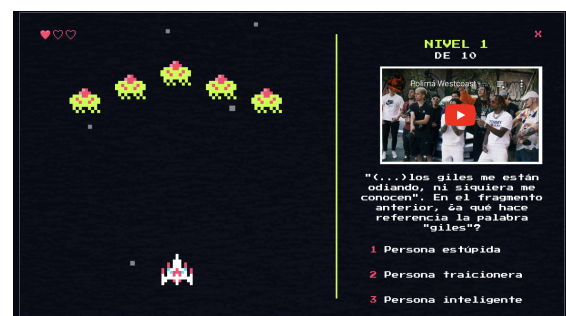 NIVEL 1
DE 10
x
Polimá Westcoast -
"(...)los giles me están
odiando, ni siquiera me
conocen". En el fragmento
anterior, ¿a qué hace
referencia la palabra
"giles"?
1 Persona estúpida
2 Persona traicionera
3 Persona inteligente